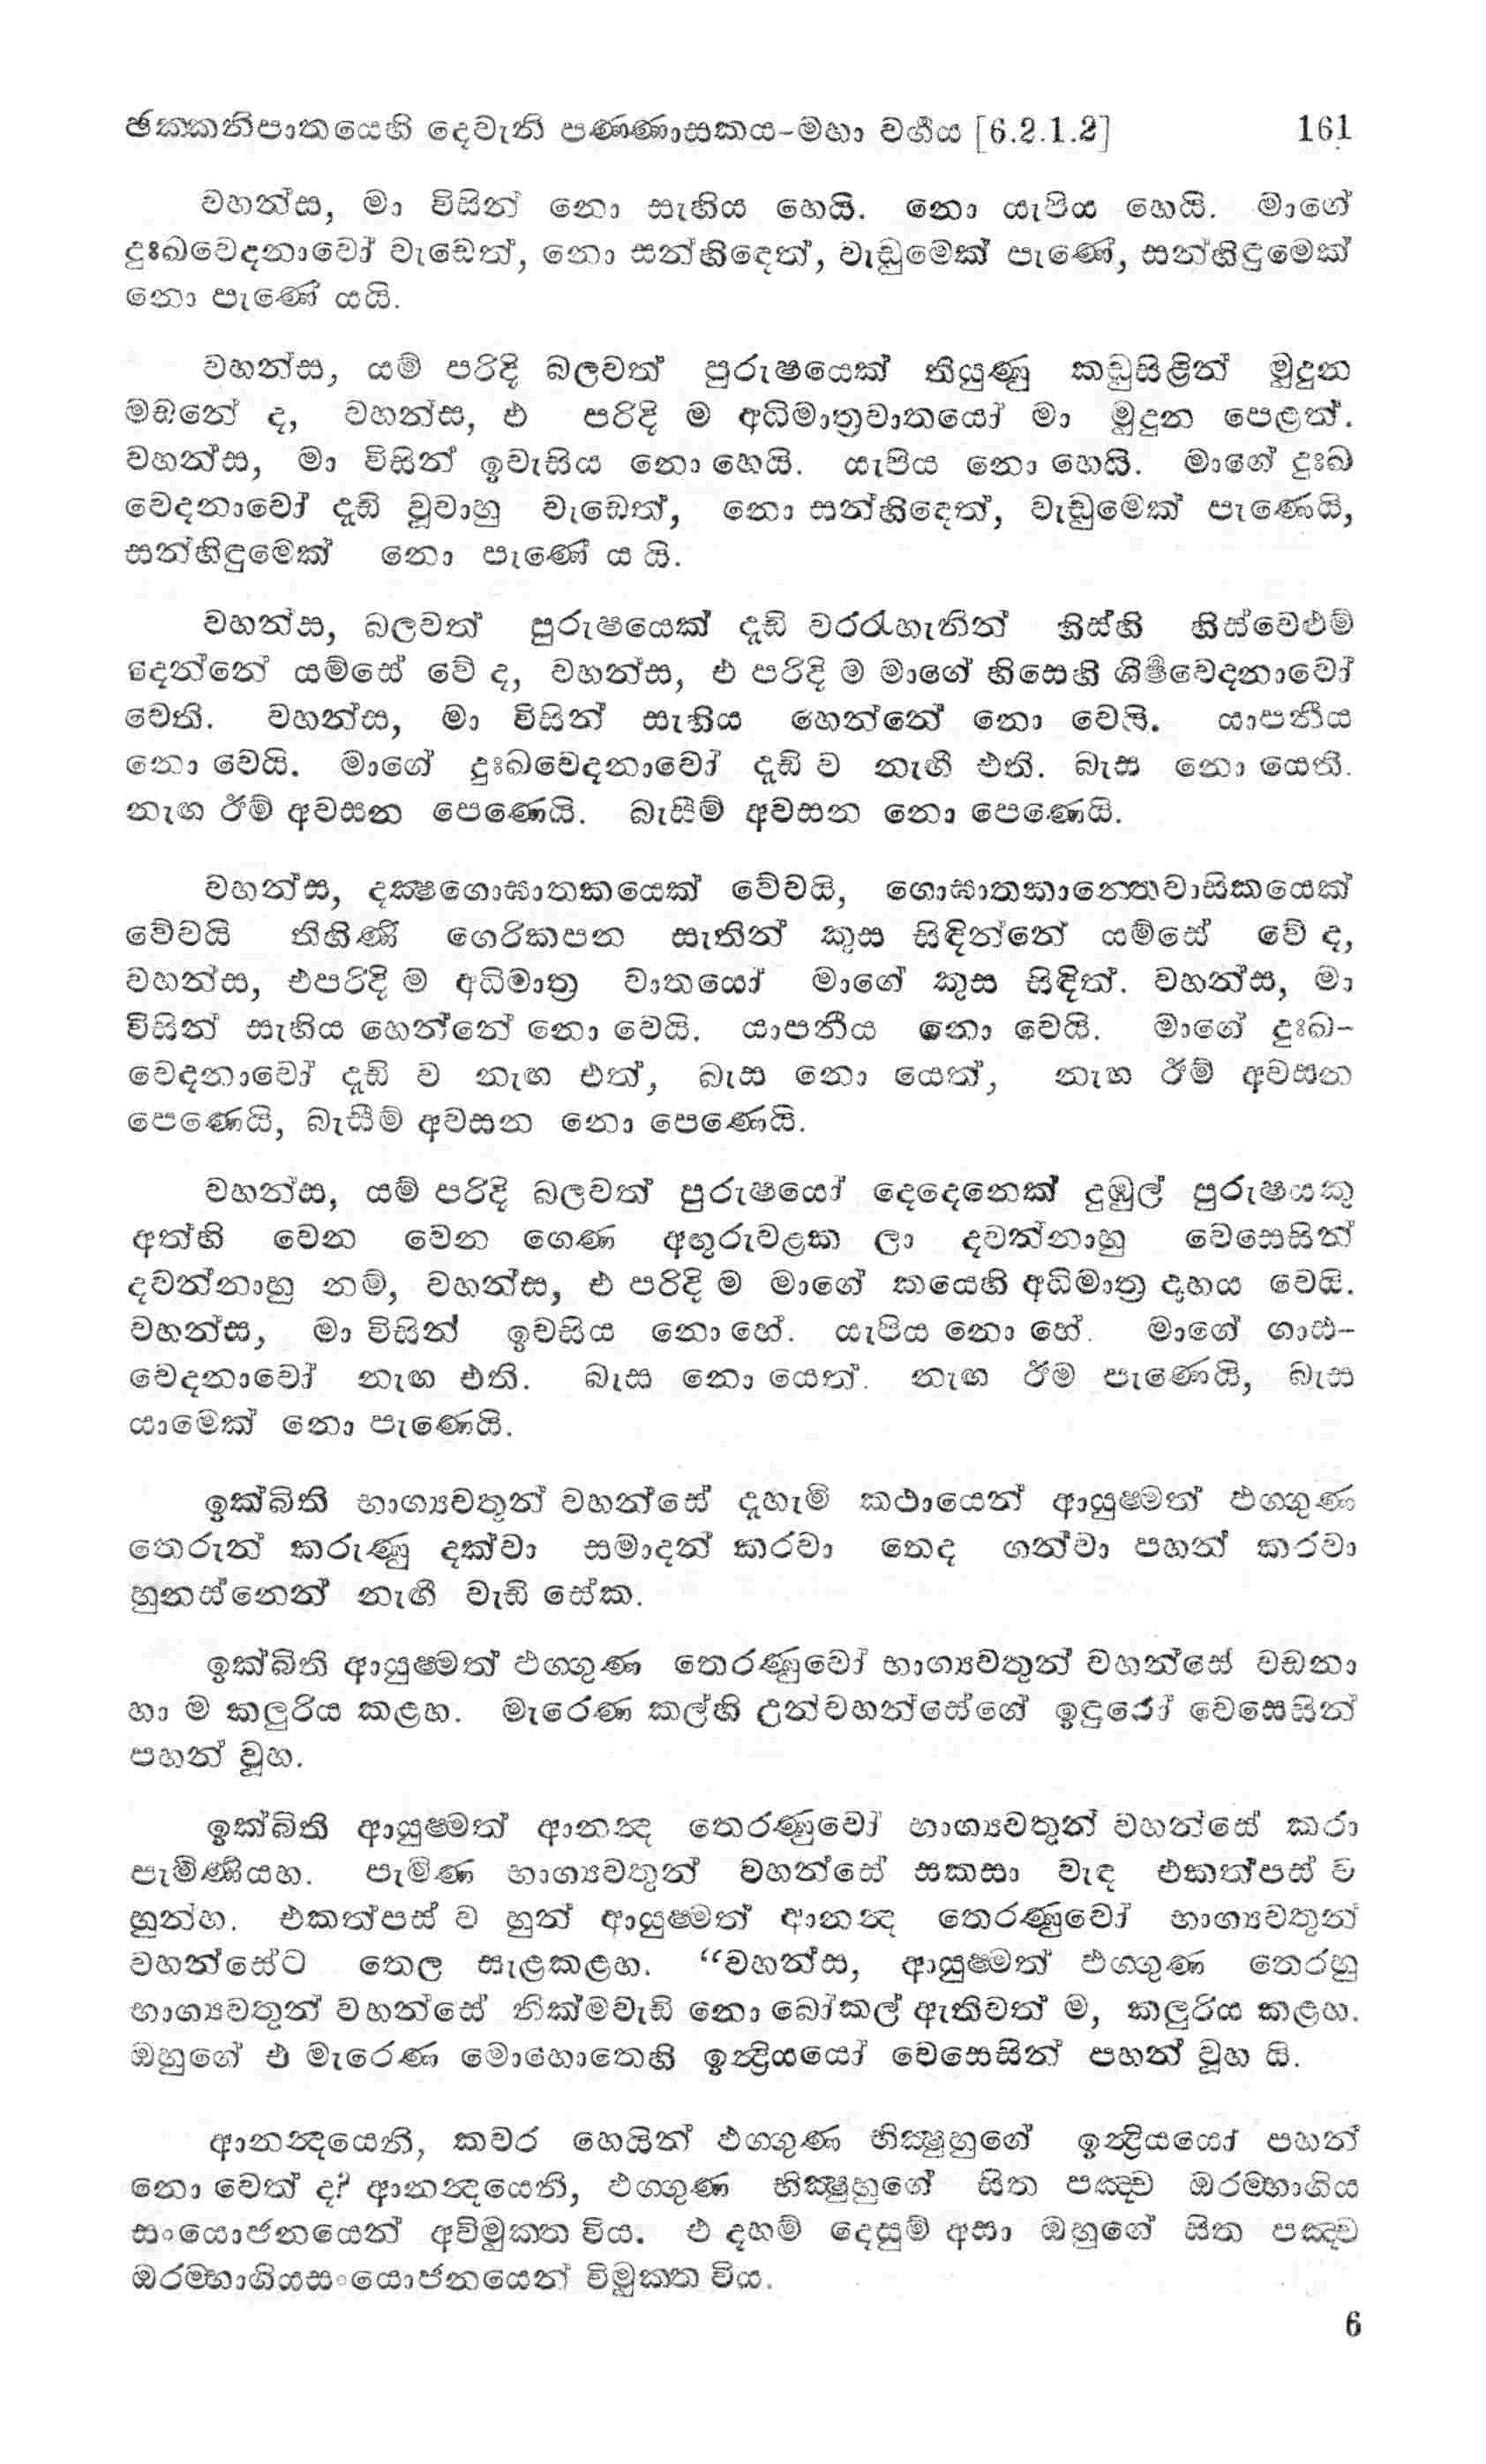 ඡක්කනිපාතයෙහි දෙවැනි පණ්ණාසකය-මහා වර්ගය [6.2.1.2] 161
වහන්ස, මා විසින් නො සැහිය හෙයි. නො යැපිය හෙයි. මාගේ
දුඃඛවෙදනාවෝ වැඩෙත්, නො සන්හිඳෙත්, වැඩුමෙක් පැණේ, සන්හිඳුමෙක්
නො පැණේ යයි.
වහන්ස, යම් පරිදි බලවත් පුරුෂයෙක් තියුණු කඩුසිළින් මුදුන
මඩනේ ද, වහන්ස, එ පරිදි ම අධිමාත්‍රවාතයෝ මා මුදුන පෙළත්.
වහන්ස, මා විසින් ඉවැසිය නො හෙයි. යැපිය නො හෙයි. මාගේ දුඃඛ
වෙදනාවෝ දැඩි වූවාහු වැඩෙත්, නො සන්හිඳෙත්, වැඩුමෙක් පැණෙයි,
සන්හිඳුමෙක් නො පැණේ ය යි.
වහන්ස, බලවත් පුරුෂයෙක් දැඩි වරරැහැනින් හිස්හි හිස්වෙළුම්
දෙන්නේ යම්සේ වේ ද, වහන්ස, එ පරිදි ම මාගේ හිසෙහි ශීර්ෂවෙදනාවෝ
වෙති. වහන්ස, මා විසින් සැහිය හෙන්නේ නො වෙයි. යාපනීය
නො වෙයි. මාගේ දුඃඛවෙදනාවෝ දැඩි ව නැඟී එති. බැස නො යෙති.
නැඟ ඊම් අවසන පෙණෙයි. බැසීම් අවසන නො පෙණෙයි.
වහන්ස, දක්‍ෂගොඝාතකයෙක් වේවයි, ගොඝාතකාන්තෙවාසිකයෙක්
වේවයි තිහිණි ගෙරිකපන සැතින් කුස සිඳින්නේ යම්සේ වේ ද,
වහන්ස, එපරිදි ම අධිමාත්‍ර වාතයෝ මාගේ කුස සිඳිත්. වහන්ස, මා
විසින් සැහිය හෙන්නේ නො වෙයි. යාපනීය නො වෙයි. මාගේ දුඃඛ-
වෙදනාවෝ දැඩි ව නැඟ එත්, බැස නො යෙත්, නැඟ ඊම් අවසන
පෙණෙයි, බැසීම් අවසන නො පෙණෙයි.
වහන්ස, යම් පරිදි බලවත් පුරුෂයෝ දෙදෙනෙක් දුඹුල් පුරුෂයකු
අත්හි වෙන වෙන ගෙණ අඟුරුවළක ලා දවන්නාහු වෙසෙසින්
දවන්නාහු නම්, වහන්ස, එ පරිදි ම මාගේ කයෙහි අධිමාත්‍ර දාහය වෙයි.
වහන්ස, මා විසින් ඉවසිය නො හේ. යැපිය නො හේ. මාගේ ගාඪ-
වෙදනාවෝ නැඟ එති. බැස නො යෙත්. නැඟ ඊම පැණෙයි, බැස
යාමෙක් නො පැණෙයි.
ඉක්බිති භාග්‍යවතුන් වහන්සේ දැහැමි කථායෙන් ආයුෂ්මත් ඵග්ගුණ
තෙරුන් කරුණු දක්වා සමාදන් කරවා තෙද ගන්වා පහන් කරවා
හුනස්නෙන් නැඟී වැඩි සේක.
ඉක්බිති ආයුෂ්මත් ඵග්ගුණ තෙරණුවෝ භාග්‍යවතුන් වහන්සේ වඩනා
හා ම කලුරිය කළහ. මැරෙණ කල්හි උන්වහන්සේගේ ඉඳුරෝ වෙසෙසින්
පහන් වූහ.
ඉක්බිති ආයුෂ්මත් ආනන්‍ද තෙරණුවෝ භාග්‍යවතුන් වහන්සේ කරා
පැමිණියහ. පැමිණ භාග්‍යවතුන් වහන්සේ සකසා වැඳ එකත්පස් ව
හුන්හ. එකත්පස් ව හුන් ආයුෂ්මත් ආනන්‍ද තෙරණුවෝ භාග්‍යවතුන්
වහන්සේට තෙල සැළකළහ. “වහන්ස, ආයුෂ්මත් ඵග්ගුණ තෙරහු
භාග්‍යවතුන් වහන්සේ නික්මවැඩි නො බෝකල් ඇතිවත් ම, කලුරිය කළහ.
ඔහුගේ එ මැරෙණ මොහොතෙහි ඉන්‍ද්‍රියයෝ වෙසෙසින් පහන් වූහ යි.
ආනන්‍දයෙනි, කවර හෙයින් ඵග්ගුණ භික්‍ෂුහුගේ ඉන්‍ද්‍රියයෝ පහන්
නො වෙත් ද? ආනන්‍දයෙනි, ඵග්ගුණ භික්‍ෂුහුගේ සිත පඤ්ච ඔරම්භාගිය
සංයොජනයෙන් අවිමුක්ත විය. එ දහම් දෙසුම් අසා ඔහුගේ සිත පඤ්ච
ඔරම්භාගියසංයොජනයෙන් විමුක්ත විය.
6